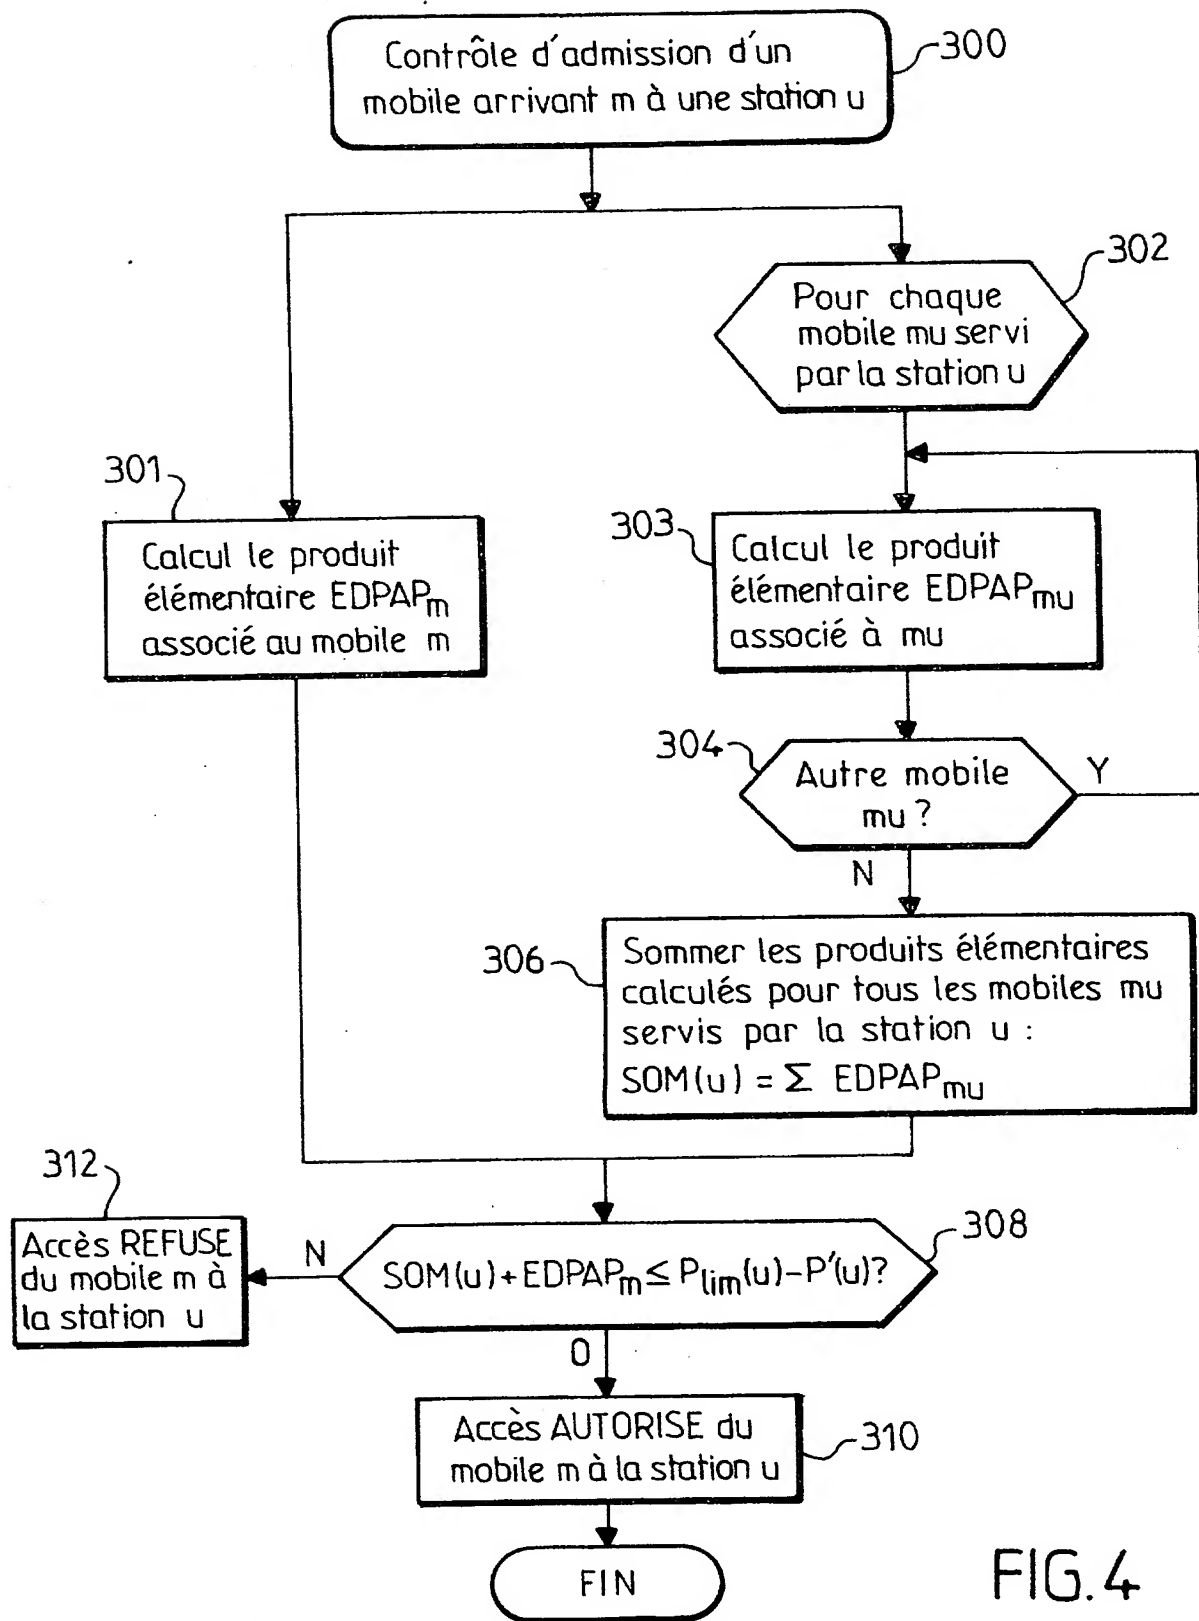 Contrôle d'admission d'un
mobile arrivant m à une station u
300
302
Pour chaque
mobile mu servi
par la station u
301
Calcul le produit
élémentaire EDPAPm
associé au mobile m
303
Calcul le produit
élémentaire EDPAPmu
associé à mu
304
Autre mobile
mu ?
Y
N
306
Sommer les produits élémentaires
calculés pour tous les mobiles mu
servis par la station u :
SOM(u) = Σ EDPAPmu
312
Accès REFUSE
du mobile m à
la station u
N
SOM(u)+EDPAPm ≤ Plim(u)-P'(u)?
308
O
Accès AUTORISE du
mobile m à la station u
310
FIN
FIG.4